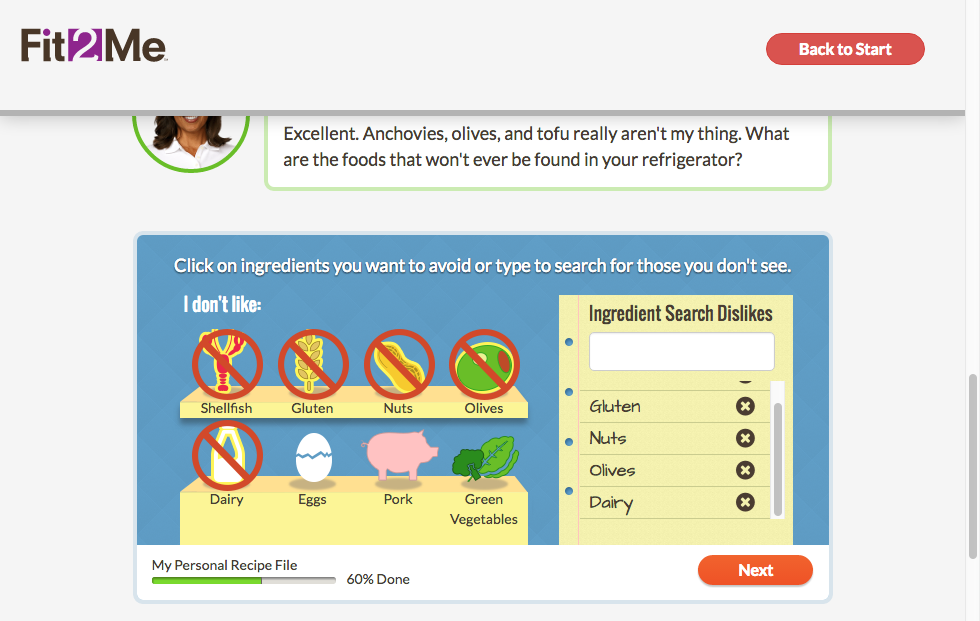 Fit2Me
Back to Start
Excellent. Anchovies, olives, and tofu really aren't my thing. What
are the foods that won't ever be found in your refrigerator?
Click on ingredients you want to avoid or type to search for those you don't see.
I don't like:
Shellfish
Gluten
Nuts
Olives
Dairy
Eggs
Pork
Green
Vegetables
Ingredient Search Dislikes
Gluten
Nuts
Olives
Dairy
My Personal Recipe File
60% Done
Next